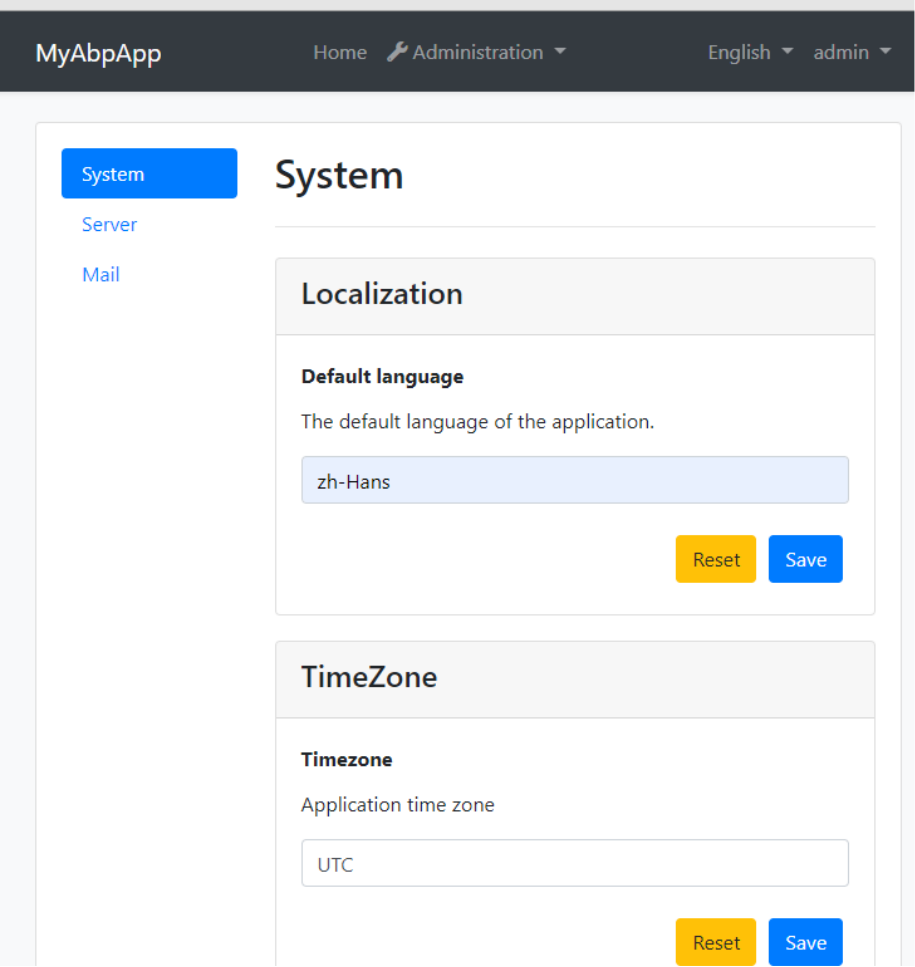 MyAbpApp Home Administration English admin
System
Server
Mail
System
Localization
Default language
The default language of the application.
zh-Hans
Reset Save
TimeZone
Timezone
Application time zone
UTC
Reset Save